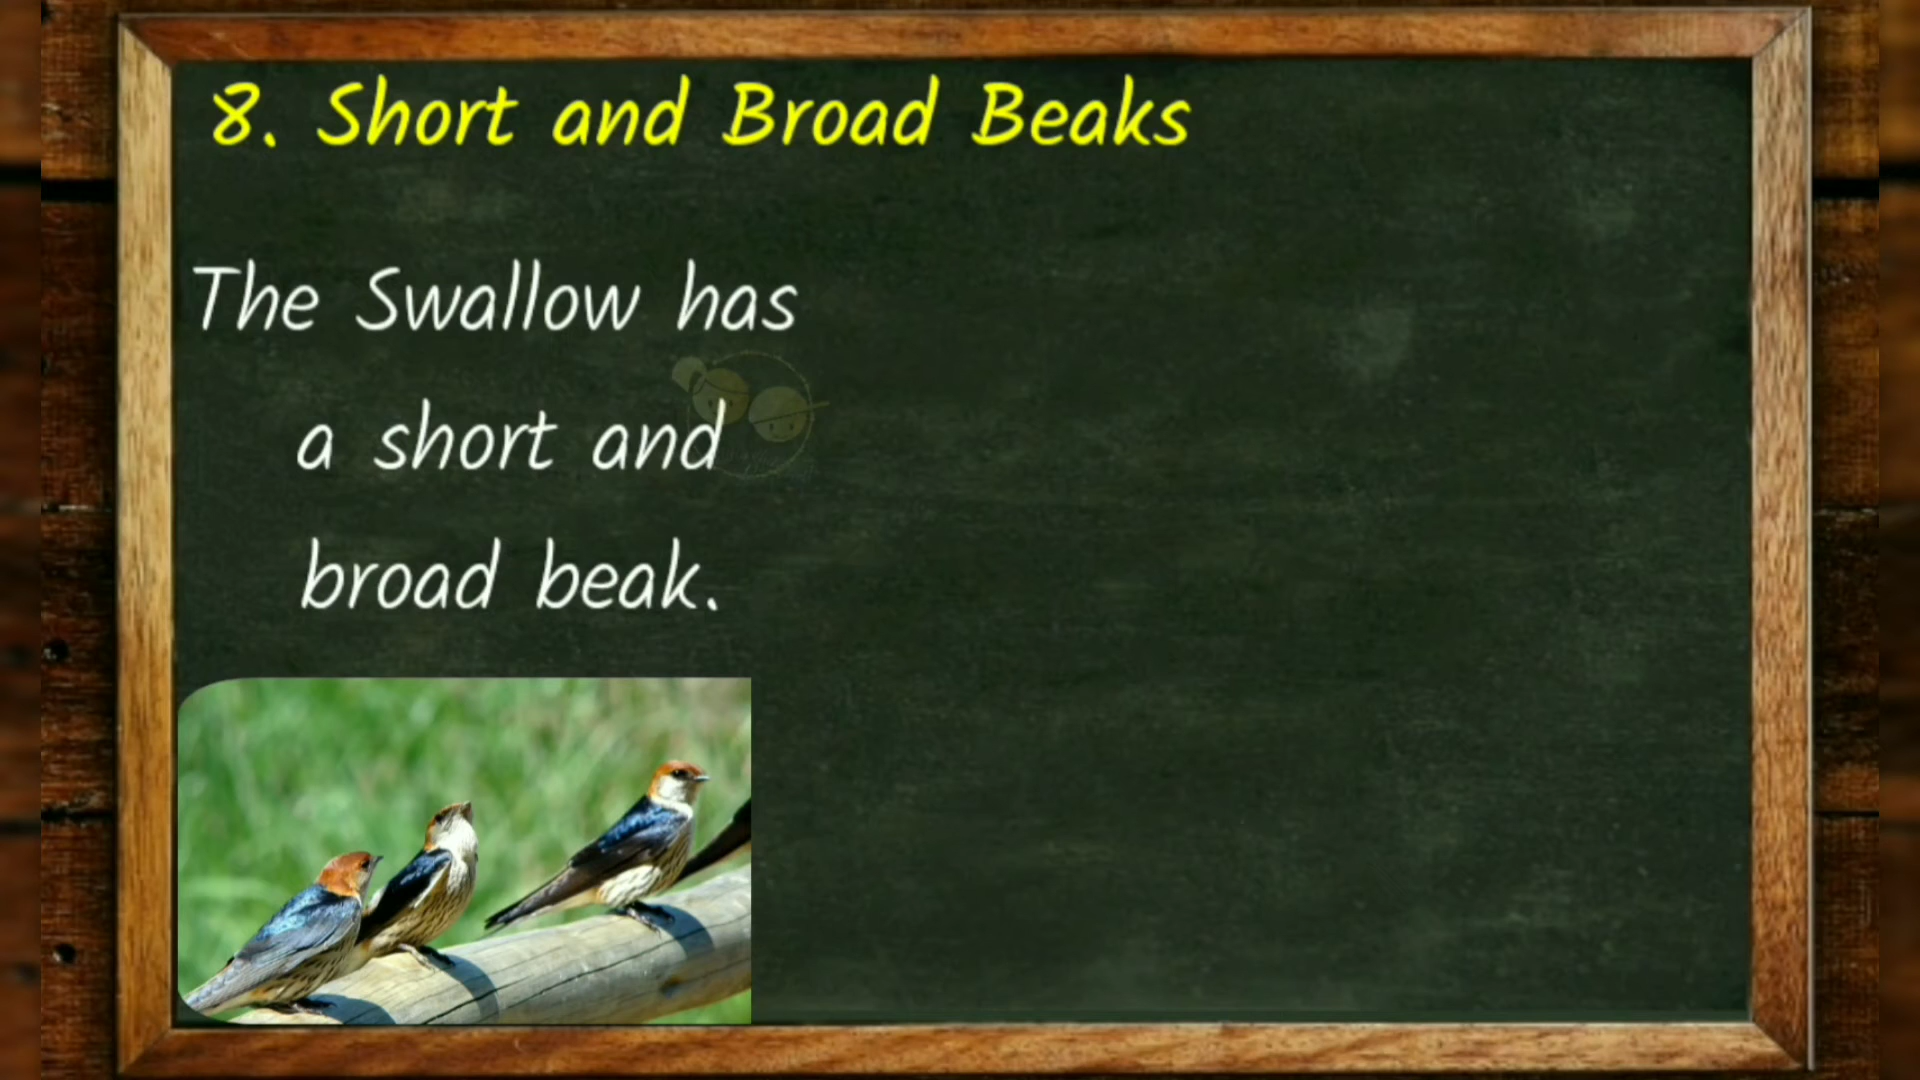 8. Short and Broad Beaks
The Swallow has
a short and
broad beak.